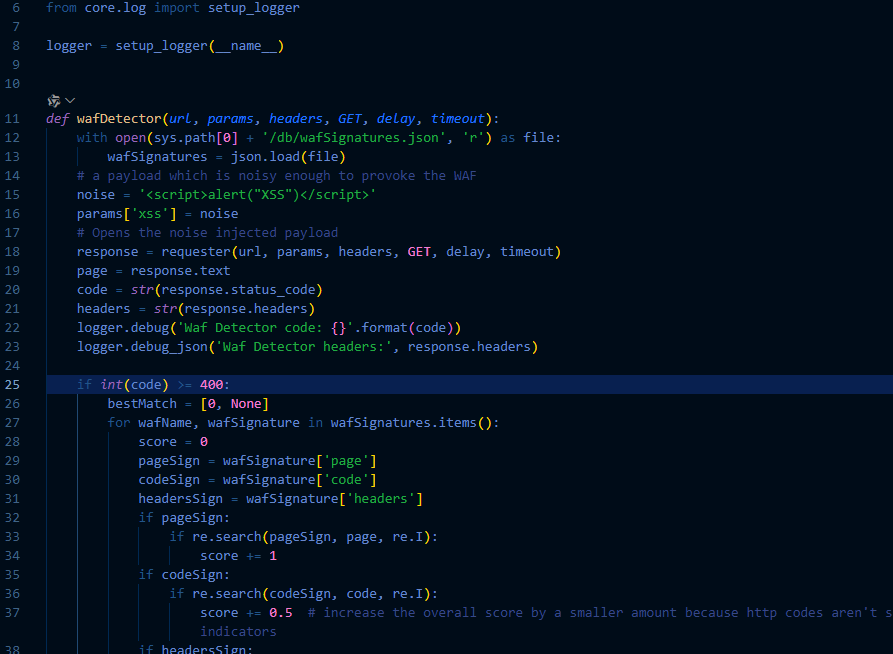 6 from core.log import setup_logger
7
8 logger = setup_logger(__name__)
9
10
11 def wafDetector(url, params, headers, GET, delay, timeout):
12     with open(sys.path[0] + '/db/wafSignatures.json', 'r') as file:
13         wafSignatures = json.load(file)
14     # a payload which is noisy enough to provoke the WAF
15     noise = '<script>alert("XSS")</script>'
16     params['xss'] = noise
17     # Opens the noise injected payload
18     response = requester(url, params, headers, GET, delay, timeout)
19     page = response.text
20     code = str(response.status_code)
21     headers = str(response.headers)
22     logger.debug('Waf Detector code: {}'.format(code))
23     logger.debug_json('Waf Detector headers:', response.headers)
24
25     if int(code) >= 400:
26         bestMatch = [0, None]
27         for wafName, wafSignature in wafSignatures.items():
28             score = 0
29             pageSign = wafSignature['page']
30             codeSign = wafSignature['code']
31             headersSign = wafSignature['headers']
32             if pageSign:
33                 if re.search(pageSign, page, re.I):
34                     score += 1
35             if codeSign:
36                 if re.search(codeSign, code, re.I):
37                     score += 0.5  # increase the overall score by a smaller amount because http codes aren't s
                    indicators
38             if headersSign: